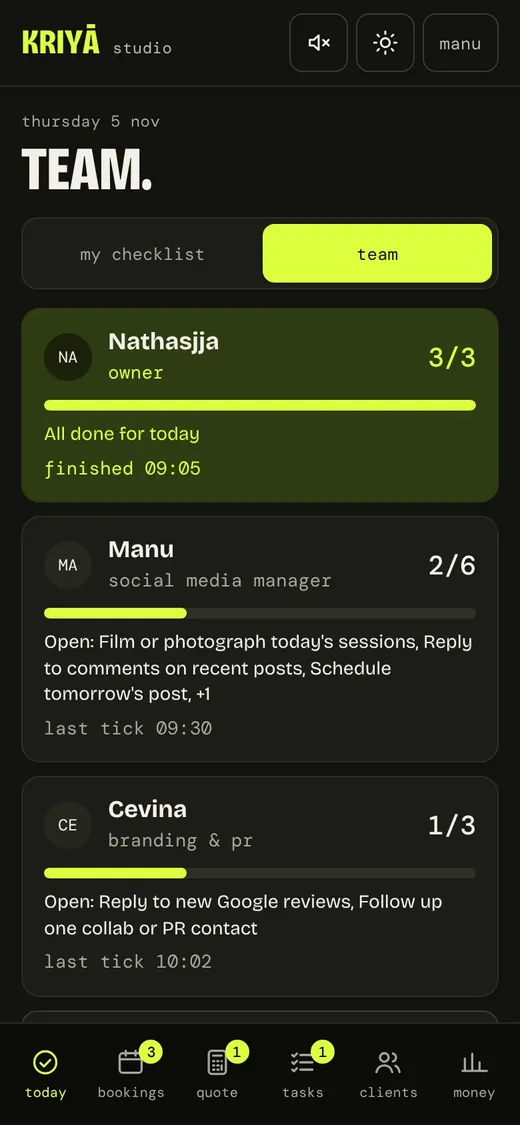 KRIYĀ studio
manu
thursday 5 nov
TEAM.
my checklist
team
NA
Nathasjja
owner
3/3
All done for today
finished 09:05
MA
Manu
social media manager
2/6
Open: Film or photograph today's sessions, Reply
to comments on recent posts, Schedule
tomorrow's post, +1
last tick 09:30
CE
Cevina
branding & pr
1/3
Open: Reply to new Google reviews, Follow up
one collab or PR contact
last tick 10:02
3
1
1
today
bookings
quote
tasks
clients
money